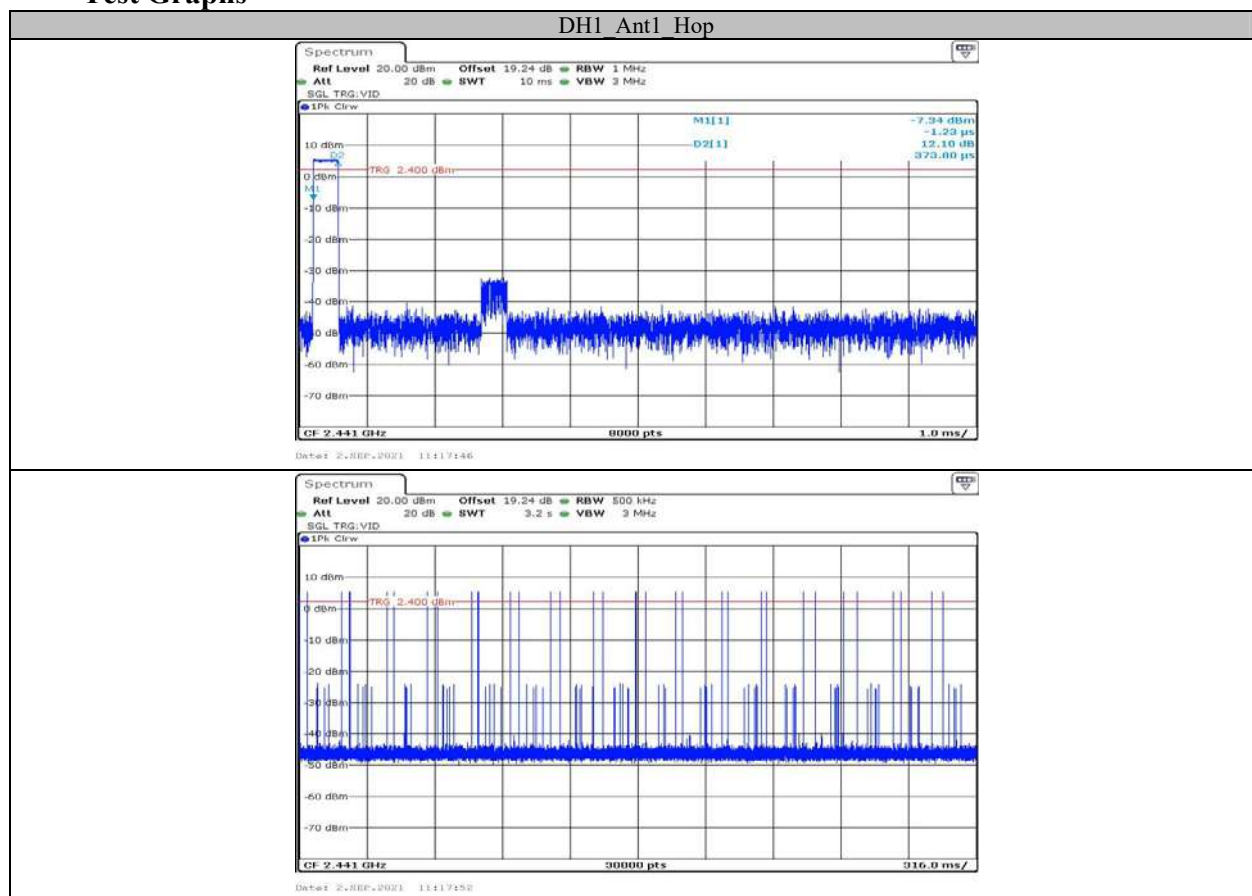 Test Graphs
DH1_Ant1_Hop
Spectrum
Ref Level 20.00 dBm Offset 19.24 dB RBW 1 MHz
Att 20 dB SWT 10 ms VBW 3 MHz
SGL TRG:VID
1Pk Clrw
M1[1] -7.34 dBm
-1.23 µs
D2[1] 12.10 dB
373.80 µs
10 dBm
D2
TRG 2.400 dBm
0 dBm
M1
-10 dBm
-20 dBm
-30 dBm
-40 dBm
-60 dBm
-70 dBm
CF 2.441 GHz 8000 pts 1.0 ms/
Date: 2.SEP.2021 11:17:46
Spectrum
Ref Level 20.00 dBm Offset 19.24 dB RBW 500 kHz
Att 20 dB SWT 3.2 s VBW 3 MHz
SGL TRG:VID
1Pk Clrw
10 dBm
TRG 2.400 dBm
0 dBm
-10 dBm
-20 dBm
-30 dBm
-40 dBm
-50 dBm
-60 dBm
-70 dBm
CF 2.441 GHz 30000 pts 316.0 ms/
Date: 2.SEP.2021 11:17:52